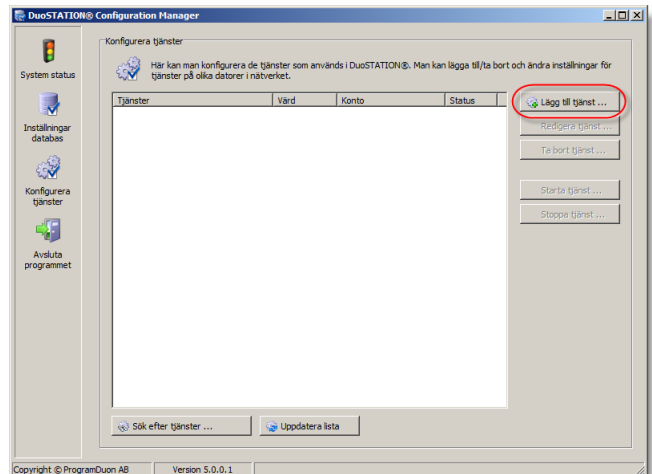 DuoSTATION® Configuration Manager
Konfigurera tjänster
System status
Här kan man konfigurera de tjänster som används i DuoSTATION®. Man kan lägga till/ta bort och ändra inställningar för
tjänster på olika datorer i nätverket.
Tjänster Värd Konto Status
Lägg till tjänst ...
Redigera tjänst ...
Ta bort tjänst ...
Starta tjänst ...
Stoppa tjänst ...
Inställningar
databas
Konfigurera
tjänster
Avsluta
programmet
Sök efter tjänster ... Uppdatera lista
Copyright © ProgramDuon AB Version 5.0.0.1